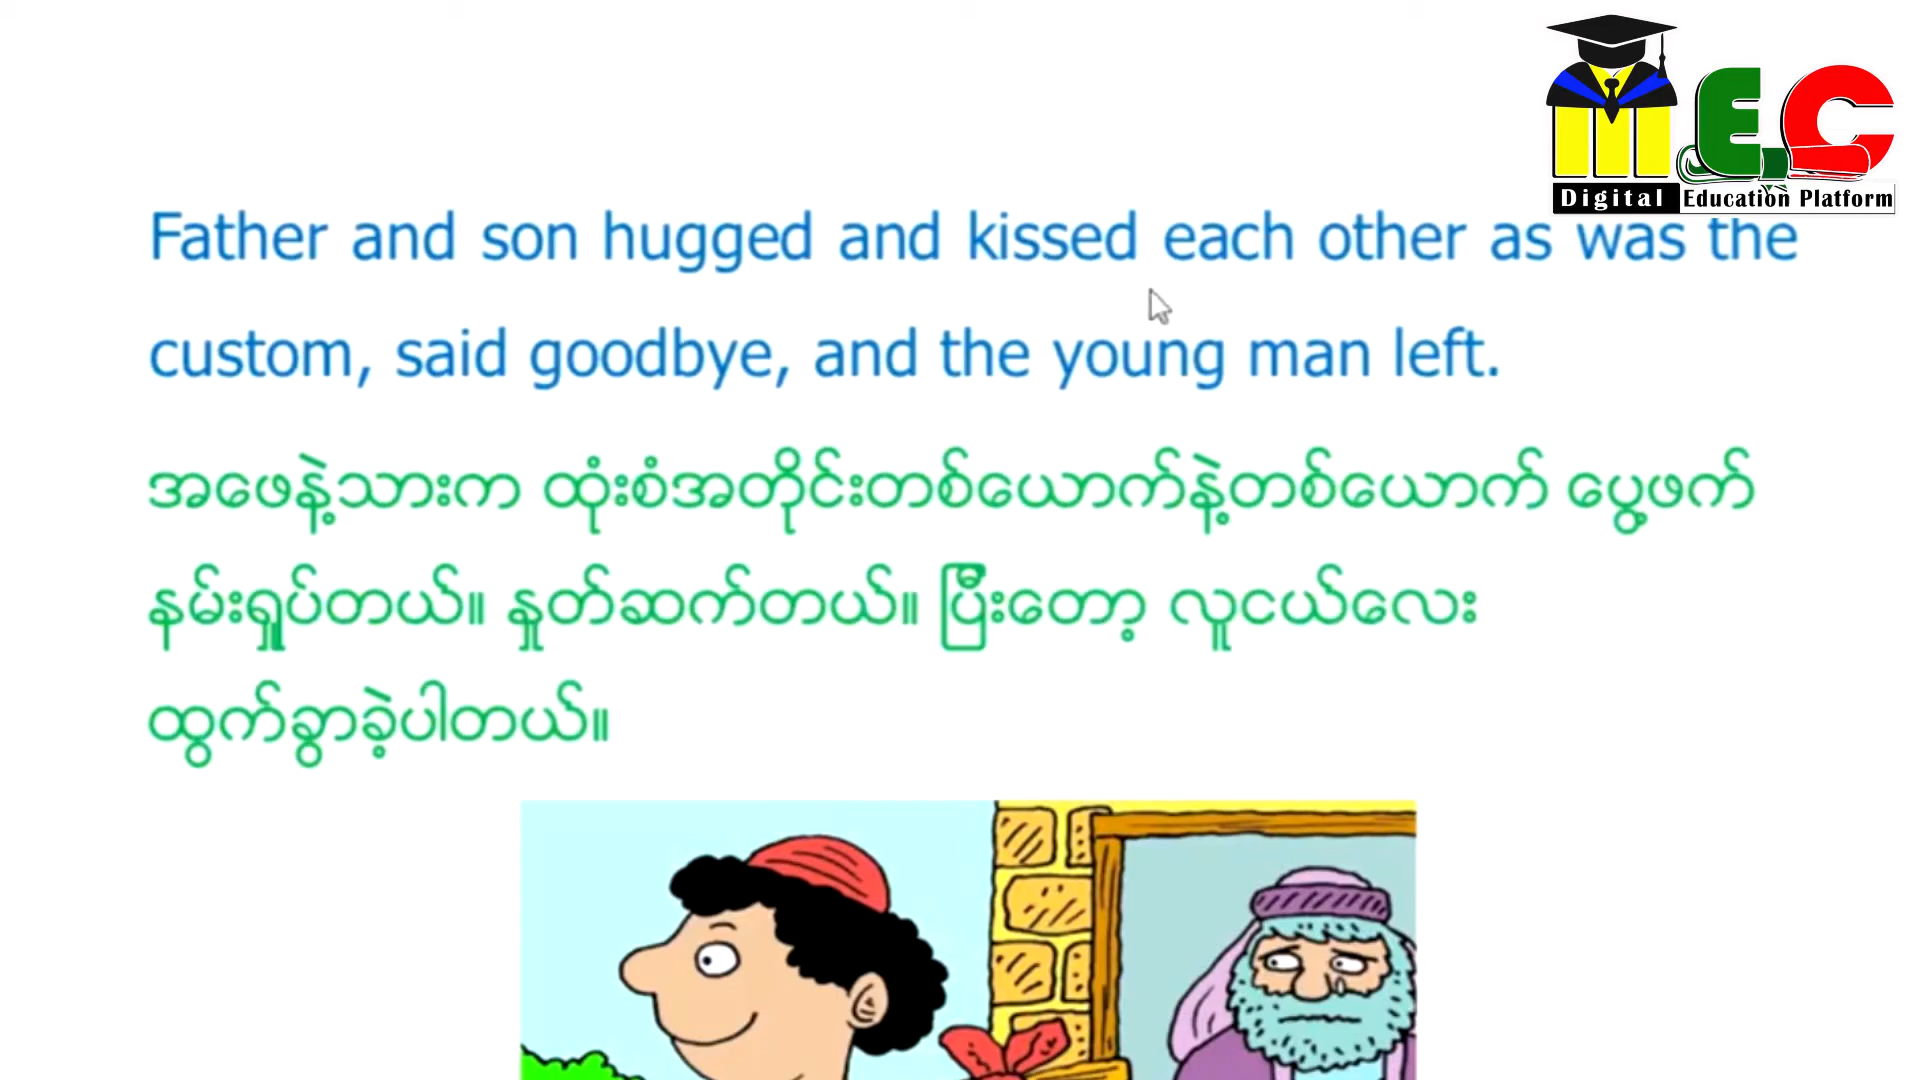 MEC
Digital Education Platform
Father and son hugged and kissed each other as was the
custom, said goodbye, and the young man left.
အဖေနဲ့သားက ထုံးစံအတိုင်းတစ်ယောက်နဲ့တစ်ယောက် ပွေ့ဖက်
နမ်းရှုပ်တယ်။ နှုတ်ဆက်တယ်။ ပြီးတော့ လူငယ်လေး
ထွက်ခွာခဲ့ပါတယ်။